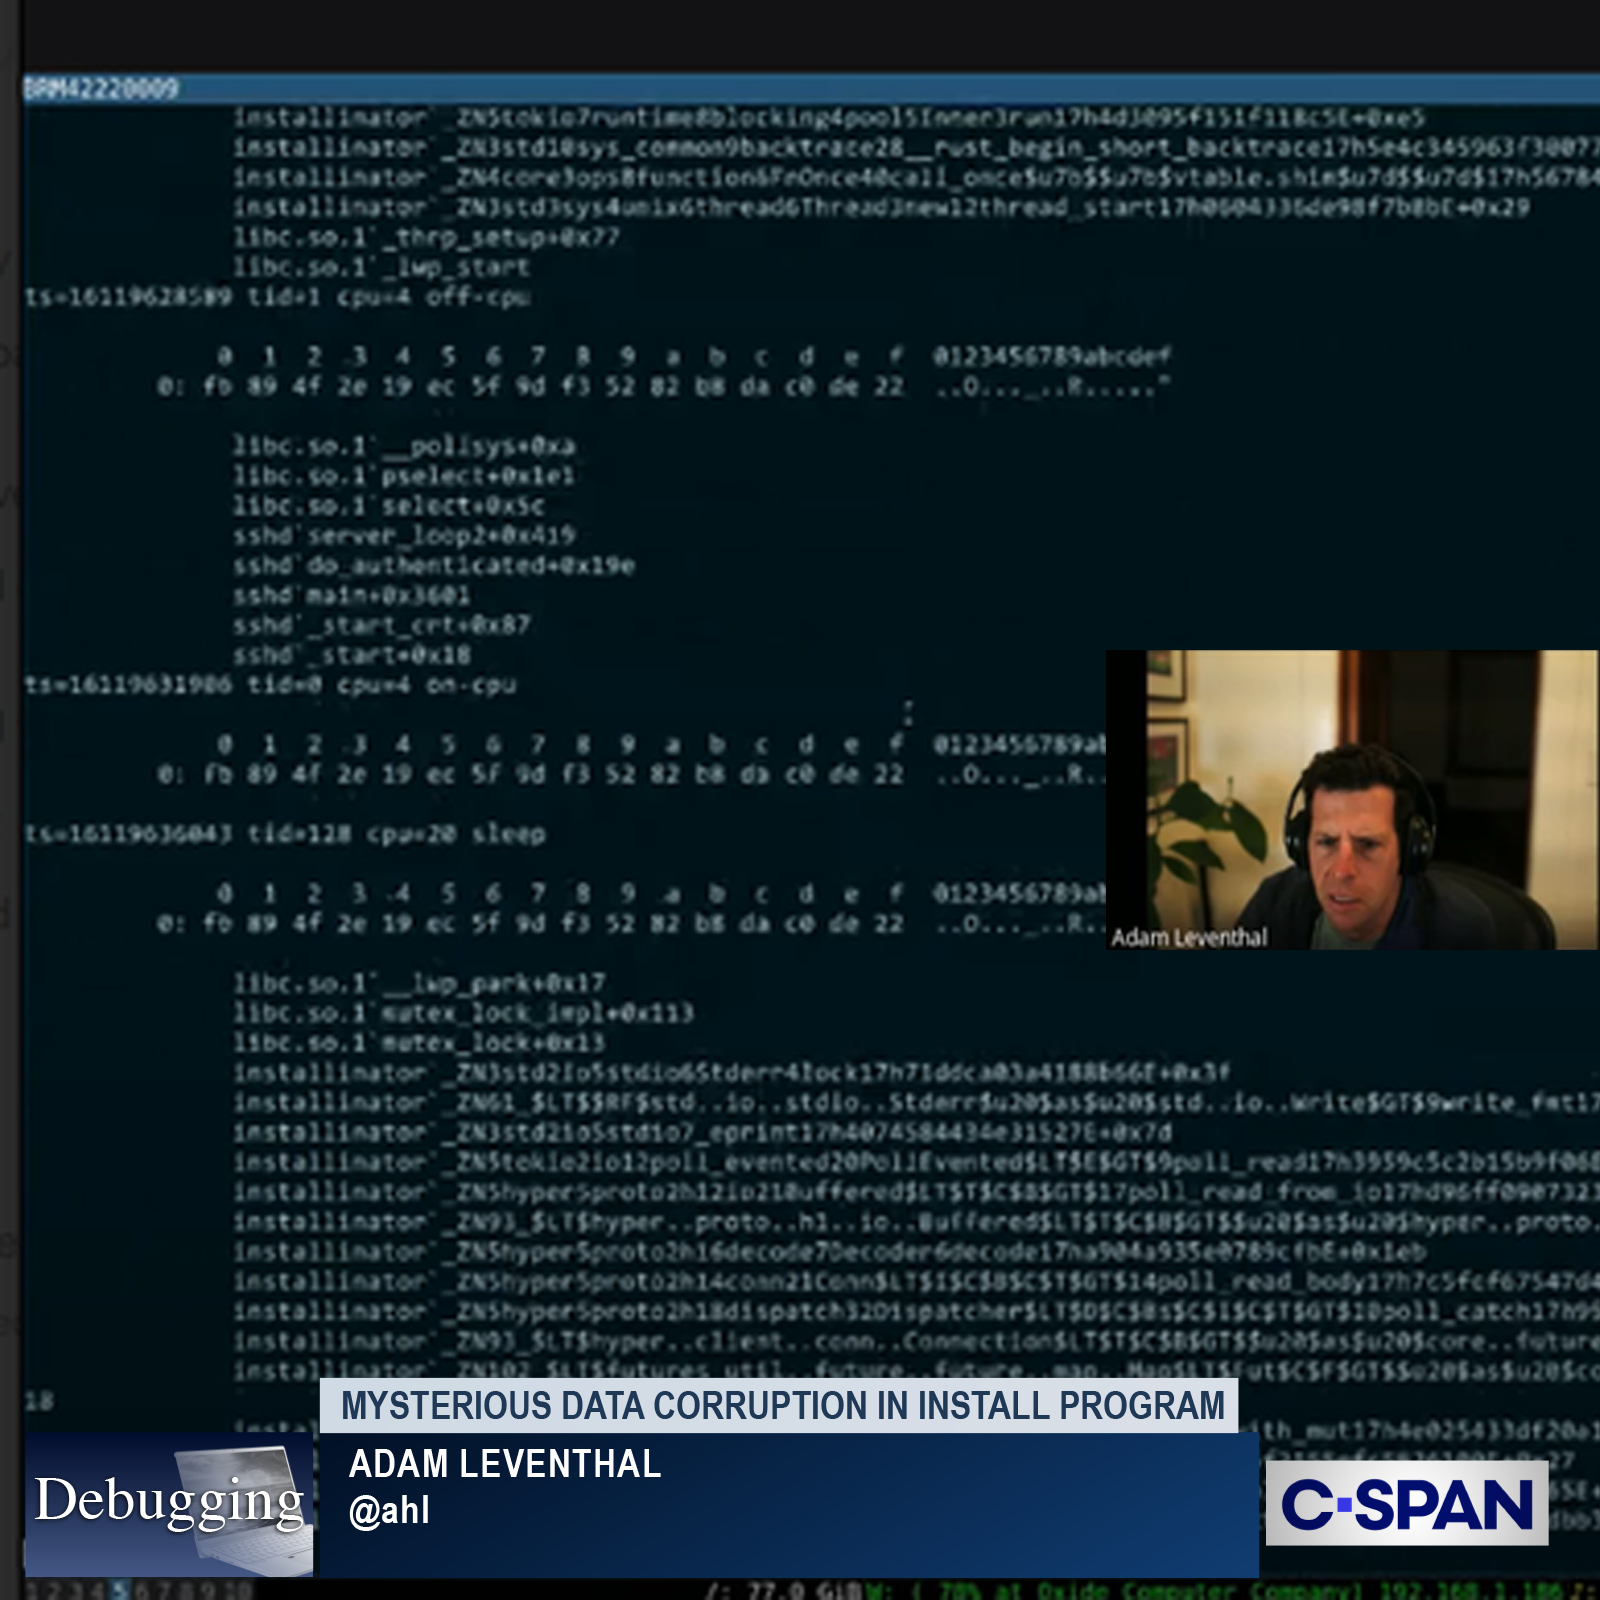 BRM42220009
installinator`_ZN5tokio7runtime8blocking4pool5Inner3run17h4d3095f151f118c5E+0xe5
installinator`_ZN3std10sys_common9backtrace28__rust_begin_short_backtrace17h5e4c345963f30077
installinator`_ZN4core3ops8function6FnOnce40call_once$u7b$$u7b$vtable.shim$u7d$$u7d$17h56784
installinator`_ZN3std3sys4unix6thread6Thread3new12thread_start17h0604336de98f7b8bE+0x29
libc.so.1`_thrp_setup+0x77
libc.so.1`_lwp_start
ts=16119628589 tid=1 cpu=4 off-cpu
0 1 2 3 4 5 6 7 8 9 a b c d e f 0123456789abcdef
0: fb 89 4f 2e 19 ec 5f 9d f3 52 82 b8 da c0 de 22 ..O..._..R....."
libc.so.1`__pollsys+0xa
libc.so.1`pselect+0x1e1
libc.so.1`select+0x5c
sshd`server_loop2+0x419
sshd`do_authenticated+0x19e
sshd`main+0x3601
sshd`_start_crt+0x87
sshd`_start+0x18
ts=16119631986 tid=0 cpu=4 on-cpu
0 1 2 3 4 5 6 7 8 9 a b c d e f 0123456789ab
0: fb 89 4f 2e 19 ec 5f 9d f3 52 82 b8 da c0 de 22 ..O..._..R..
ts=16119636043 tid=128 cpu=20 sleep
0 1 2 3 4 5 6 7 8 9 a b c d e f 0123456789ab
0: fb 89 4f 2e 19 ec 5f 9d f3 52 82 b8 da c0 de 22 ..O..._..R..
Adam Leventhal
libc.so.1`__lwp_park+0x17
libc.so.1`mutex_lock_impl+0x113
libc.so.1`mutex_lock+0x13
installinator`_ZN3std2io5stdio6Stderr4lock17h71ddca03a4188b66E+0x3f
installinator`_ZN61_$LT$$RF$std..io..stdio..Stderr$u20$as$u20$std..io..Write$GT$9write_fmt17
installinator`_ZN3std2io5stdio7_eprint17h4074584434e31527E+0x7d
installinator`_ZN5tokio2io12poll_evented20PollEvented$LT$E$GT$9poll_read17h3959c5c2b15b9f068
installinator`_ZN5hyper5proto2h12io21Buffered$LT$T$C$B$GT$17poll_read_from_io17hd96ff0907323
installinator`_ZN93_$LT$hyper..proto..h1..io..Buffered$LT$T$C$B$GT$$u20$as$u20$hyper..proto.
installinator`_ZN5hyper5proto2h16decode7Decoder6decode17ha904a935e0789cfbE+0x1eb
installinator`_ZN5hyper5proto2h14conn21Conn$LT$I$C$B$C$T$GT$14poll_read_body17h7c5fcf67547d4
installinator`_ZN5hyper5proto2h18dispatch32Dispatcher$LT$D$C$Bs$C$I$C$T$GT$10poll_catch17h95
installinator`_ZN93_$LT$hyper..client..conn..Connection$LT$T$C$B$GT$$u20$as$u20$core..future
installinator`_ZN102_$LT$futures_util..future..future..map..Map$LT$Fut$C$F$GT$$u20$as$u20$co
18
MYSTERIOUS DATA CORRUPTION IN INSTALL PROGRAM
ith_mut17h4e025433df20a1
Debugging
ADAM LEVENTHAL
@ahl
C-SPAN
1 2 3 4 5 6 7 8 9 10
/: 77.0 GiB W: ( 70% at Oxide Computer Company) 192.168.1.186